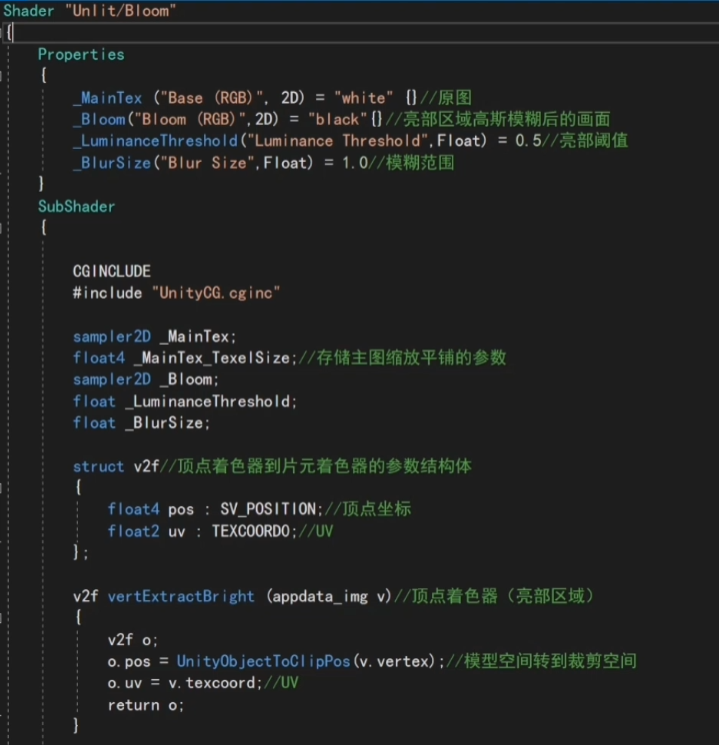 Shader "Unlit/Bloom"
{
Properties
{
_MainTex ("Base (RGB)", 2D) = "white" {}//原图
_Bloom("Bloom (RGB)",2D) = "black"{}//亮部区域高斯模糊后的画面
_LuminanceThreshold("Luminance Threshold",Float) = 0.5//亮部阈值
_BlurSize("Blur Size",Float) = 1.0//模糊范围
}
SubShader
{
CGINCLUDE
#include "UnityCG.cginc"
sampler2D _MainTex;
float4 _MainTex_TexelSize;//存储主图缩放平铺的参数
sampler2D _Bloom;
float _LuminanceThreshold;
float _BlurSize;
struct v2f//顶点着色器到片元着色器的参数结构体
{
float4 pos : SV_POSITION;//顶点坐标
float2 uv : TEXCOORD0;//UV
};
v2f vertExtractBright (appdata_img v)//顶点着色器（亮部区域）
{
v2f o;
o.pos = UnityObjectToClipPos(v.vertex);//模型空间转到裁剪空间
o.uv = v.texcoord;//UV
return o;
}